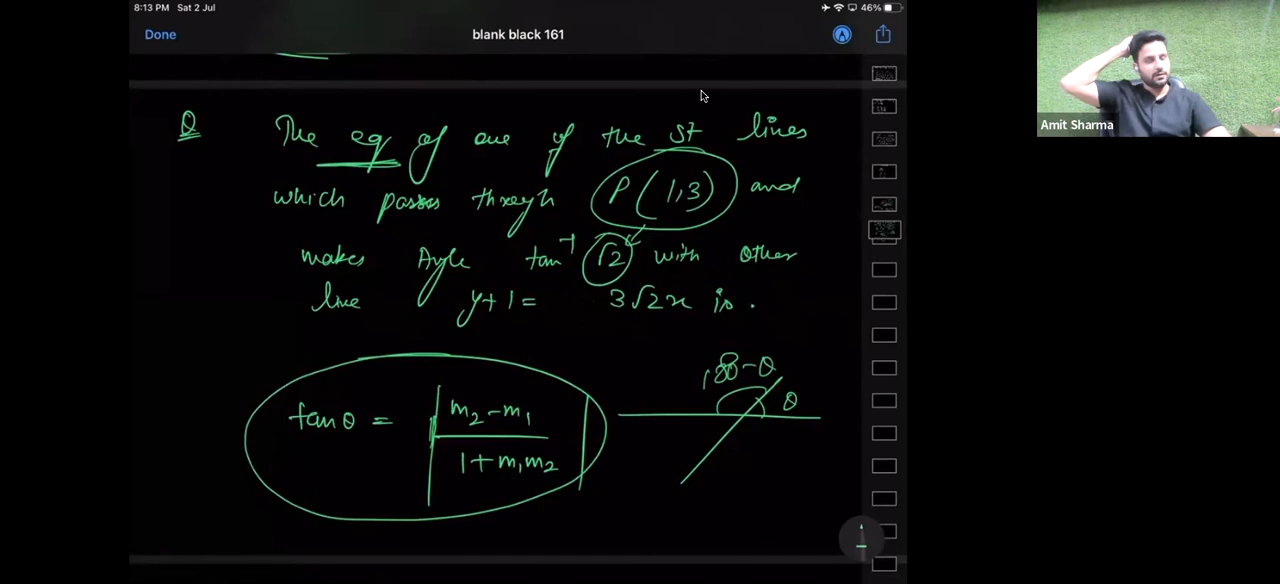 8:13 PM Sat 2 Jul
46%
Done
blank black 161
Amit Sharma
Q The eq of one of the st lines
which passes through P(1,3) and
makes Angle tan⁻¹ (√2) with other
line y+1 = 3√2x is.
180-θ
θ
tanθ = | m₂-m₁ / 1+m₁m₂ |